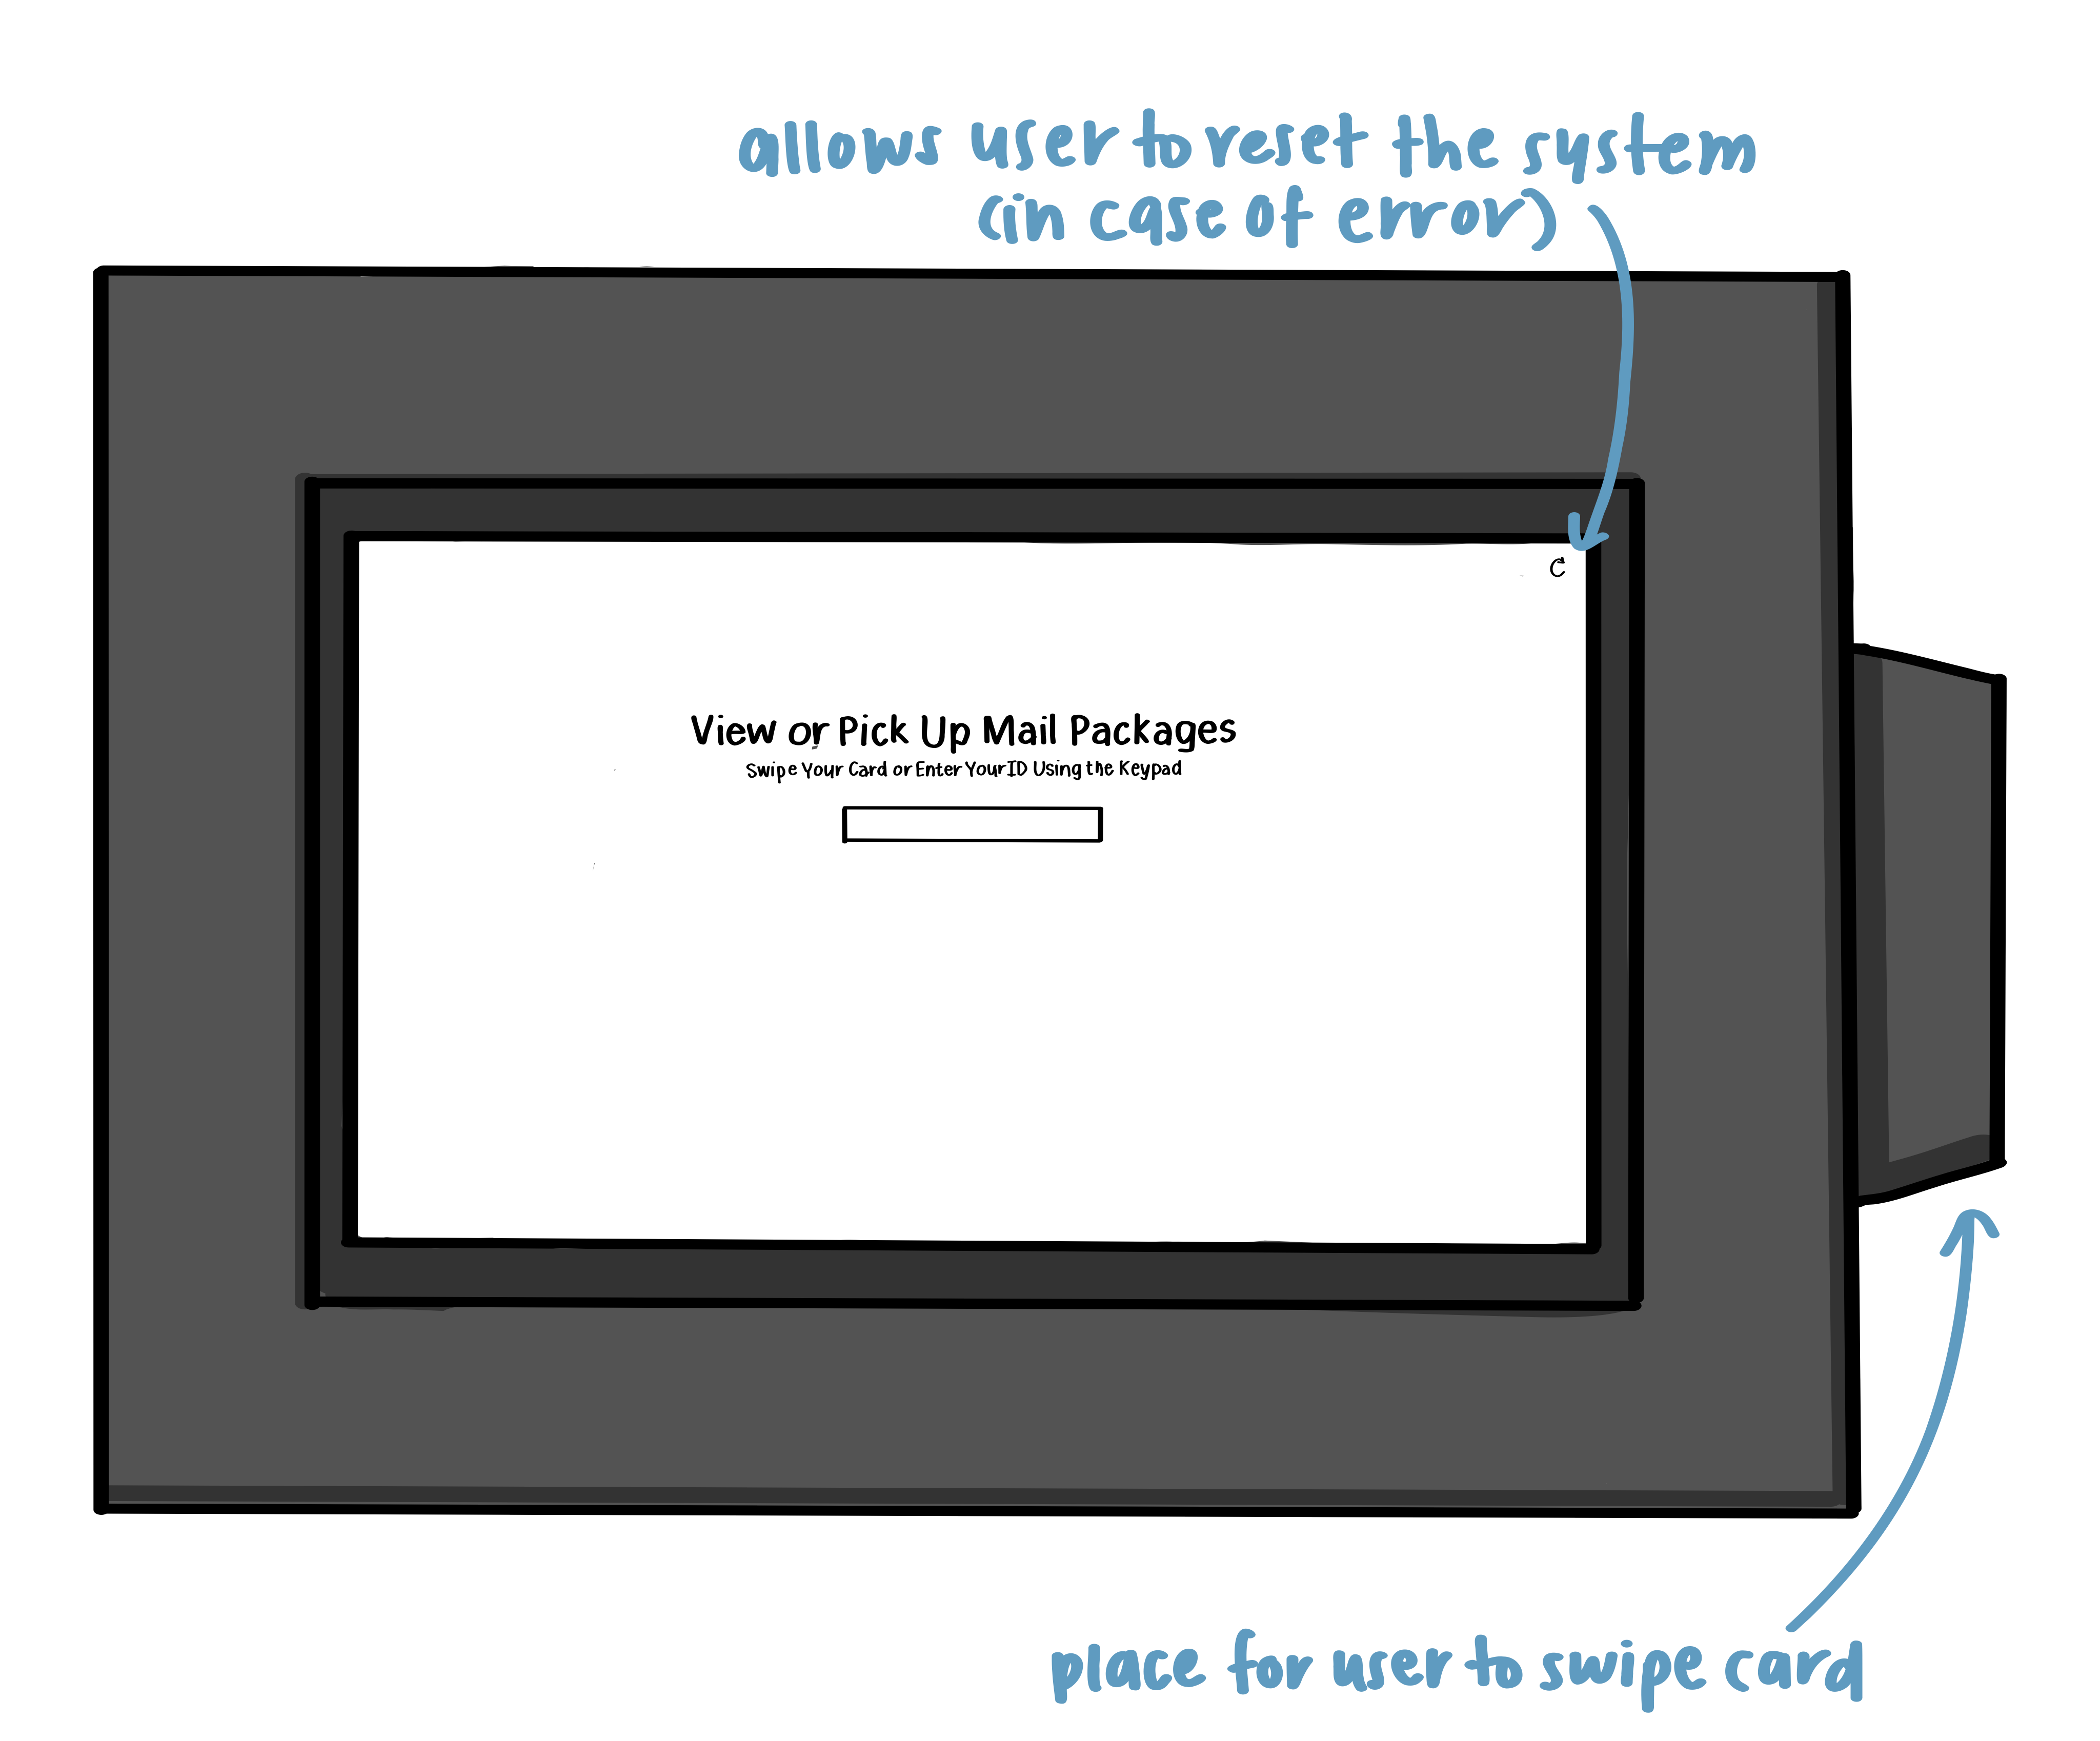 allows user to reset the system
(in case of error)
View or Pick Up Mail Packages
Swipe Your Card or Enter Your ID Using the Keypad
place for user to swipe card